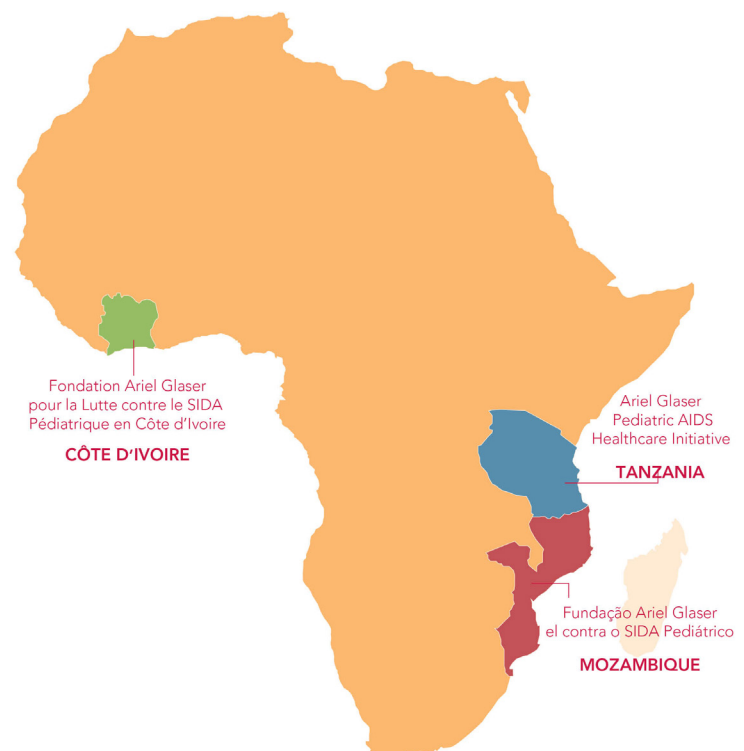 Fondation Ariel Glaser
pour la Lutte contre le SIDA
Pédiatrique en Côte d'Ivoire
CÔTE D'IVOIRE
Ariel Glaser
Pediatric AIDS
Healthcare Initiative
TANZANIA
Fundação Ariel Glaser
el contra o SIDA Pediátrico
MOZAMBIQUE